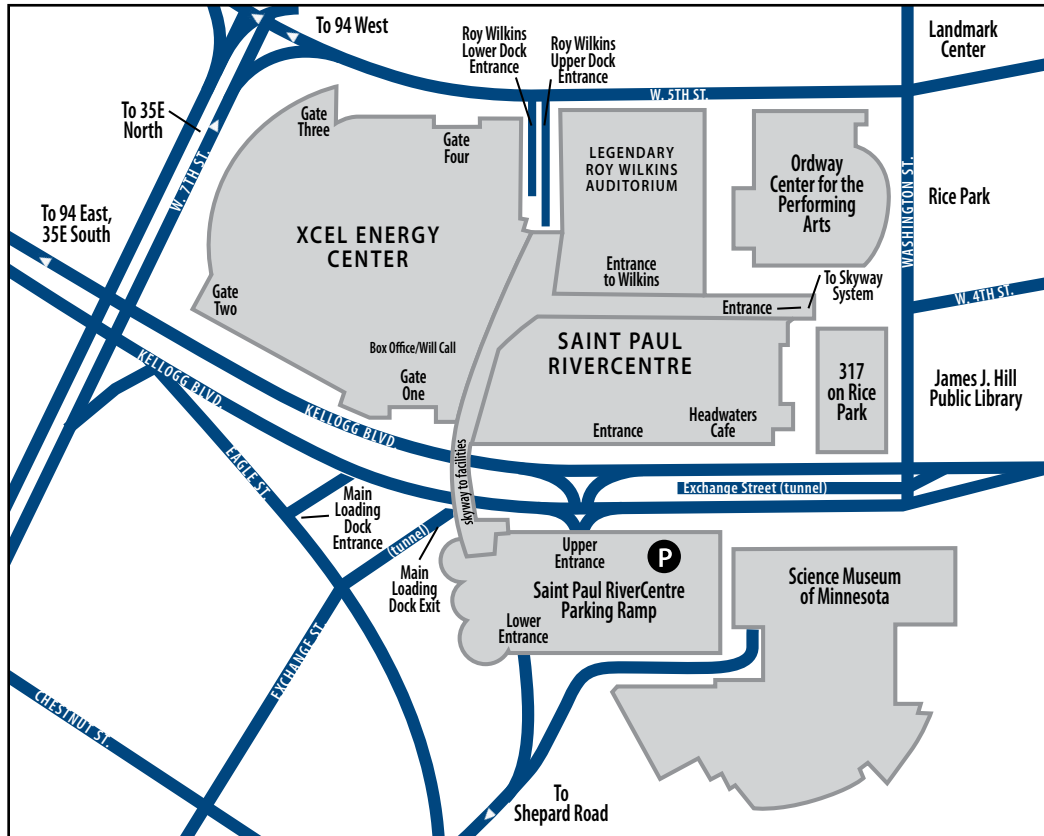 To 94 West
Roy Wilkins
Lower Dock
Entrance
Roy Wilkins
Upper Dock
Entrance
Landmark
Center
W. 5TH ST.
To 35E
North
W. 7TH ST.
Gate
Three
Gate
Four
LEGENDARY
ROY WILKINS
AUDITORIUM
Ordway
Center for the
Performing
Arts
WASHINGTON ST.
Rice Park
To 94 East,
35E South
XCEL ENERGY
CENTER
Entrance
to Wilkins
To Skyway
System
Gate
Two
Entrance
W. 4TH ST.
Box Office/Will Call
Gate
One
SAINT PAUL
RIVERCENTRE
317
on Rice
Park
James J. Hill
Public Library
KELLOGG BLVD.
KELLOGG BLVD.
Entrance
Headwaters
Cafe
EAGLE ST.
skyway to facilities
Exchange Street (tunnel)
Main
Loading
Dock
Entrance
(tunnel)
Main
Loading
Dock Exit
Upper
Entrance
P
Saint Paul RiverCentre
Parking Ramp
Lower
Entrance
Science Museum
of Minnesota
EXCHANGE ST.
CHESTNUT ST.
To
Shepard Road